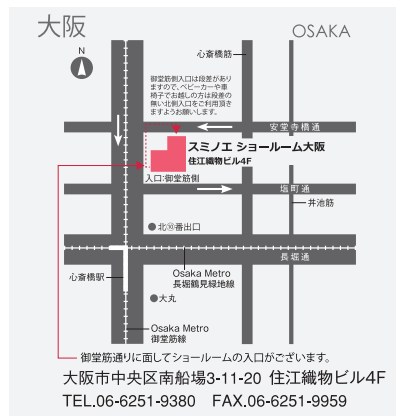 大阪
OSAKA
N
心斎橋筋
御堂筋側入口は段差があり
ますので、ベビーカーや車
椅子でお越しの方は段差の
無い北側入口をご利用頂き
ますようお願いします。
安堂寺橋通
スミノエ ショールーム大阪
住江織物ビル4F
入口:御堂筋側
塩町通
井池筋
北⑩番出口
長堀通
心斎橋駅
Osaka Metro
長堀鶴見緑地線
大丸
Osaka Metro
御堂筋線
御堂筋通りに面してショールームの入口がございます。
大阪市中央区南船場3-11-20 住江織物ビル4F
TEL.06-6251-9380 FAX.06-6251-9959